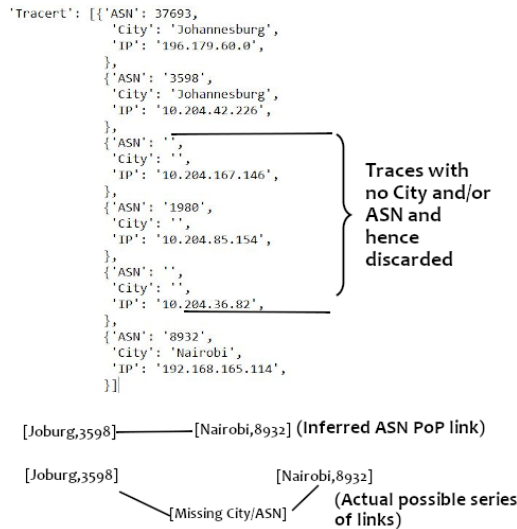 'Tracert': [{'ASN': 37693,
'City': 'Johannesburg',
'IP': '196.179.60.0',
},
{'ASN': '3598',
'City': 'Johannesburg',
'IP': '10.204.42.226',
},
{'ASN': '',
'City': '',
'IP': '10.204.167.146',
},
{'ASN': '1980',
'City': '',
'IP': '10.204.85.154',
},
{'ASN': '',
'City': '',
'IP': '10.204.36.82',
},
{'ASN': '8932',
'City': 'Nairobi',
'IP': '192.168.165.114',
}]
Traces with
no City and/or
ASN and
hence
discarded
[Joburg,3598] [Nairobi,8932] (Inferred ASN PoP link)
[Joburg,3598] [Nairobi,8932]
[Missing City/ASN]
(Actual possible series
of links)